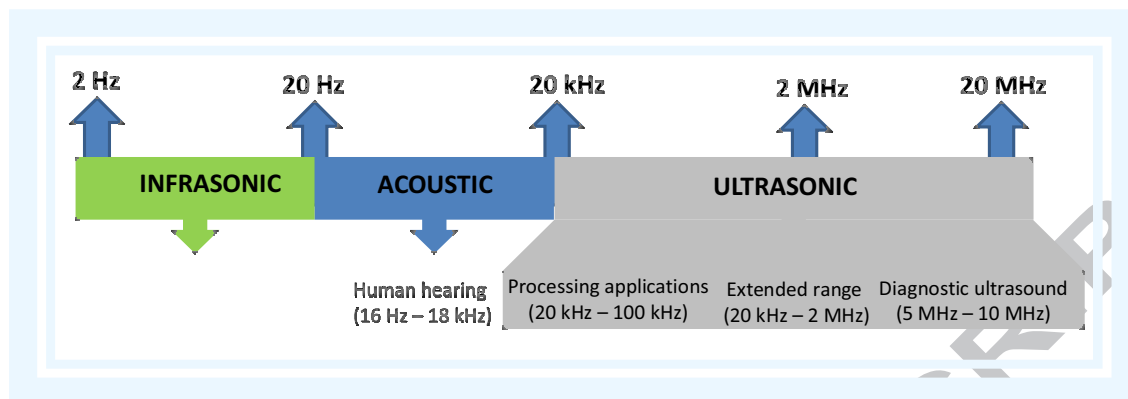 2 Hz
20 Hz
20 kHz
2 MHz
20 MHz
INFRASONIC
ACOUSTIC
ULTRASONIC
Human hearing
(16 Hz – 18 kHz)
Processing applications
(20 kHz – 100 kHz)
Extended range
(20 kHz – 2 MHz)
Diagnostic ultrasound
(5 MHz – 10 MHz)